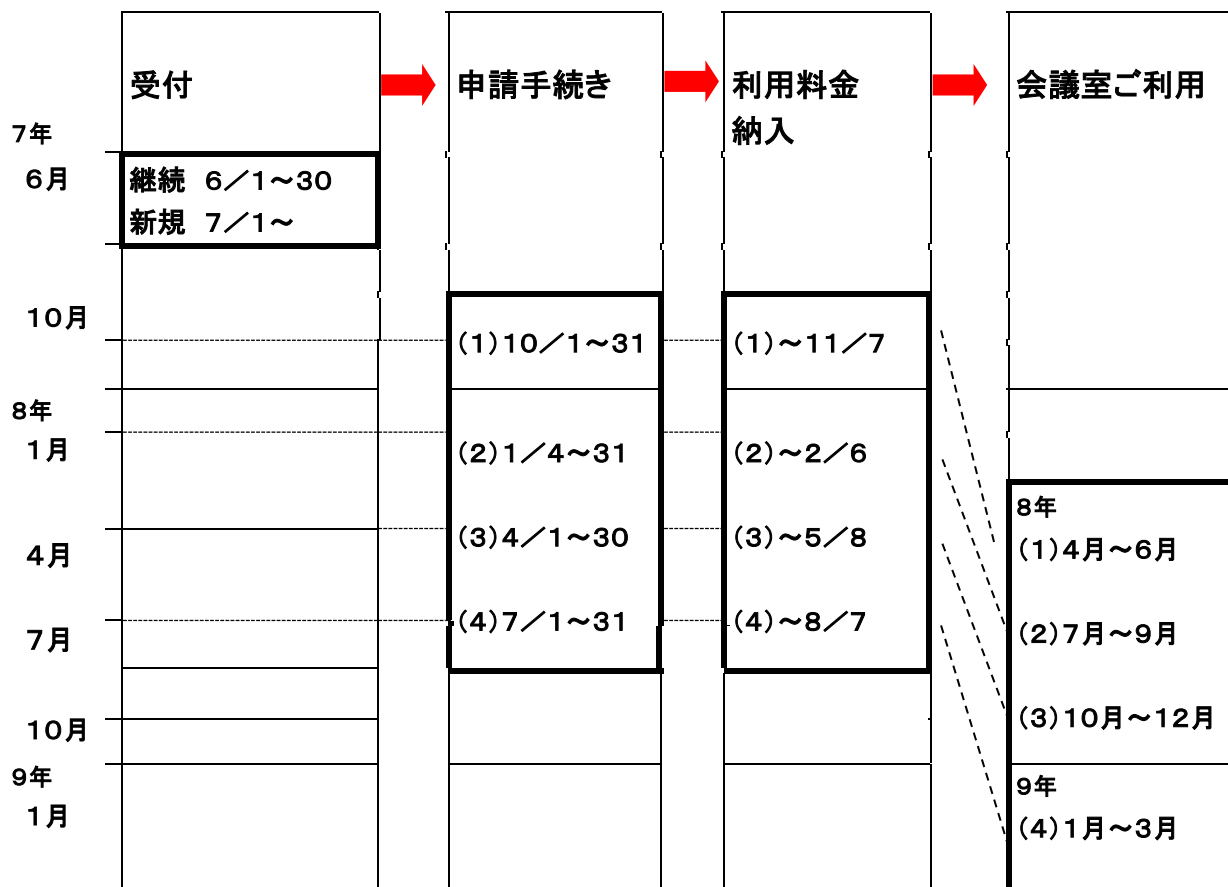 受付
申請手続き
利用料金
納入
会議室ご利用
7年
6月
継続 6／1～30
新規 7／1～
10月
(1)10／1～31
(1)～11／7
8年
1月
(2)1／4～31
(2)～2／6
8年
(1)4月～6月
4月
(3)4／1～30
(3)～5／8
7月
(4)7／1～31
(4)～8／7
(2)7月～9月
10月
(3)10月～12月
9年
1月
9年
(4)1月～3月